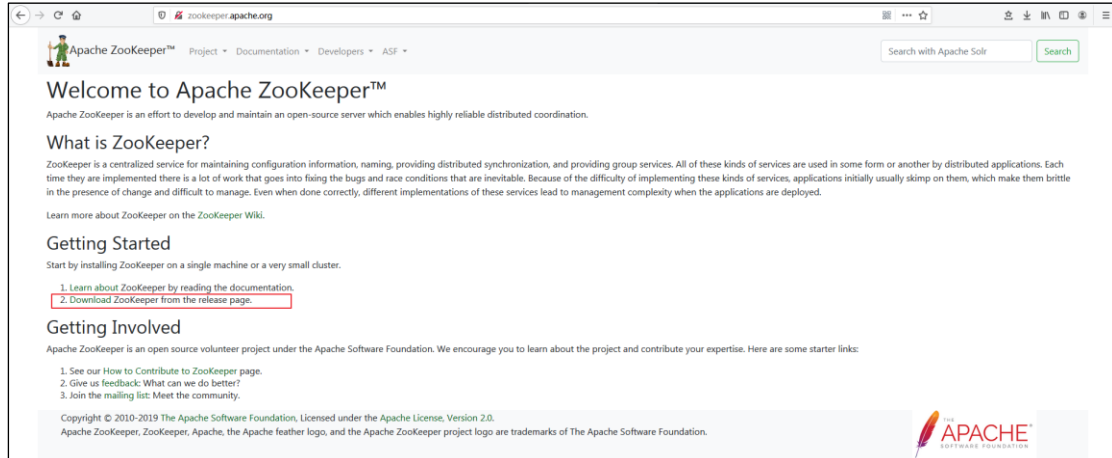 zookeeper.apache.org
Apache ZooKeeper™ Project Documentation Developers ASF Search with Apache Solr Search
Welcome to Apache ZooKeeper™
Apache ZooKeeper is an effort to develop and maintain an open-source server which enables highly reliable distributed coordination.
What is ZooKeeper?
ZooKeeper is a centralized service for maintaining configuration information, naming, providing distributed synchronization, and providing group services. All of these kinds of services are used in some form or another by distributed applications. Each
time they are implemented there is a lot of work that goes into fixing the bugs and race conditions that are inevitable. Because of the difficulty of implementing these kinds of services, applications initially usually skimp on them, which make them brittle
in the presence of change and difficult to manage. Even when done correctly, different implementations of these services lead to management complexity when the applications are deployed.
Learn more about ZooKeeper on the ZooKeeper Wiki.
Getting Started
Start by installing ZooKeeper on a single machine or a very small cluster.
1. Learn about ZooKeeper by reading the documentation.
2. Download ZooKeeper from the release page.
Getting Involved
Apache ZooKeeper is an open source volunteer project under the Apache Software Foundation. We encourage you to learn about the project and contribute your expertise. Here are some starter links:
1. See our How to Contribute to ZooKeeper page.
2. Give us feedback: What can we do better?
3. Join the mailing list: Meet the community.
Copyright © 2010-2019 The Apache Software Foundation, Licensed under the Apache License, Version 2.0.
Apache ZooKeeper, ZooKeeper, Apache, the Apache feather logo, and the Apache ZooKeeper project logo are trademarks of The Apache Software Foundation.
THE
APACHE
SOFTWARE FOUNDATION